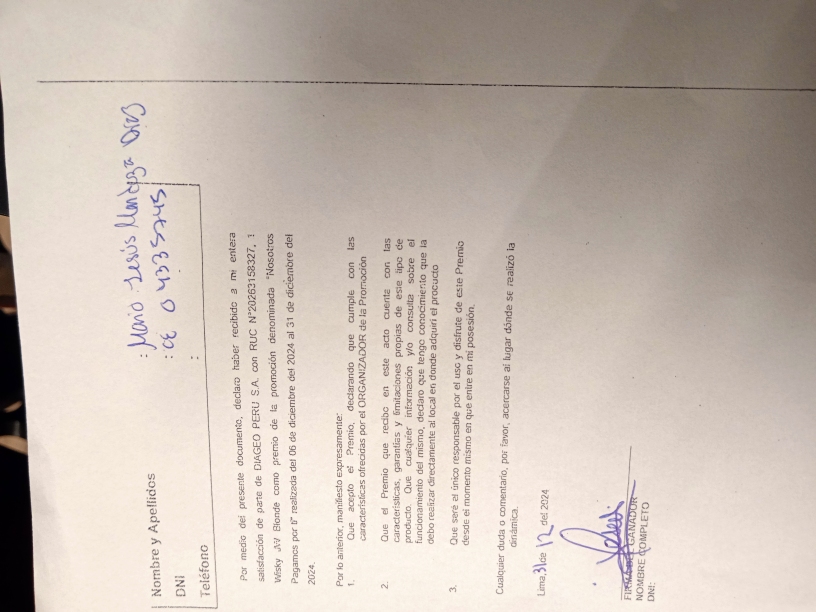 Nombre y Apellidos : Mario Jesús Mendoza Díaz
DNI : CE 04335745
Teléfono :
Por medio del presente documento, declaro haber recibido a mi entera
satisfacción de parte de DIAGEO PERU S.A. con RUC N°20263158327, 1
Wisky JW Blonde como premio de la promoción denominada "Nosotros
Pagamos por ti" realizada del 06 de diciembre del 2024 al 31 de diciembre del
2024.
Por lo anterior, manifiesto expresamente:
1. Que acepto el Premio, declarando que cumple con las
características ofrecidas por el ORGANIZADOR de la Promoción
2. Que el Premio que recibo en este acto cuenta con las
características, garantías y limitaciones propias de este tipo de
producto. Que cualquier información y/o consulta sobre el
funcionamiento del mismo, declaro que tengo conocimiento que la
debo realizar directamente al local en donde adquirí el producto
3. Que seré el único responsable por el uso y disfrute de este Premio
desde el momento mismo en que entre en mi posesión.
Cualquier duda o comentario, por favor, acercarse al lugar dónde se realizó la
dinámica.
Lima, 31 de 12 del 2024
FIRMA DEL GANADOR
NOMBRE COMPLETO
DNI: